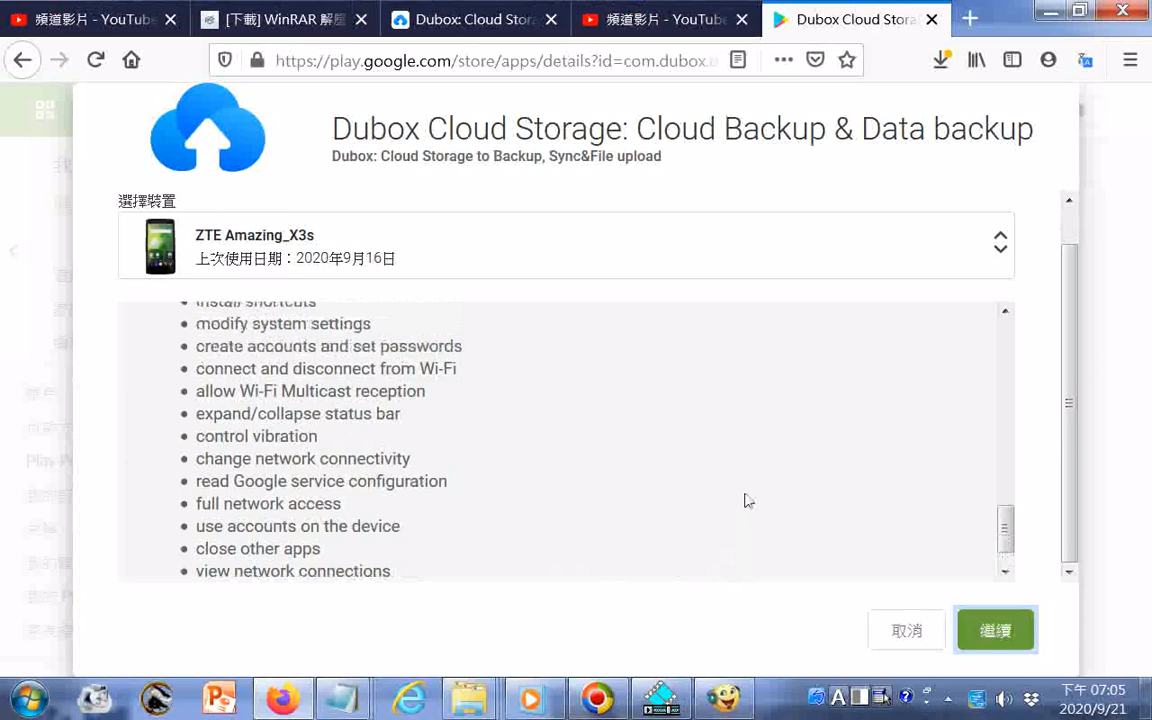 頻道影片 - YouTube
[下載] WinRAR 解壓
Dubox: Cloud Stor
頻道影片 - YouTube
Dubox Cloud Stora
https://play.google.com/store/apps/details?id=com.dubox.
Dubox Cloud Storage: Cloud Backup & Data backup
Dubox: Cloud Storage to Backup, Sync&File upload
選擇裝置
ZTE Amazing_X3s
上次使用日期：2020年9月16日
install shortcuts
modify system settings
create accounts and set passwords
connect and disconnect from Wi-Fi
allow Wi-Fi Multicast reception
expand/collapse status bar
control vibration
change network connectivity
read Google service configuration
full network access
use accounts on the device
close other apps
view network connections
取消
繼續
下午 07:05
2020/9/21